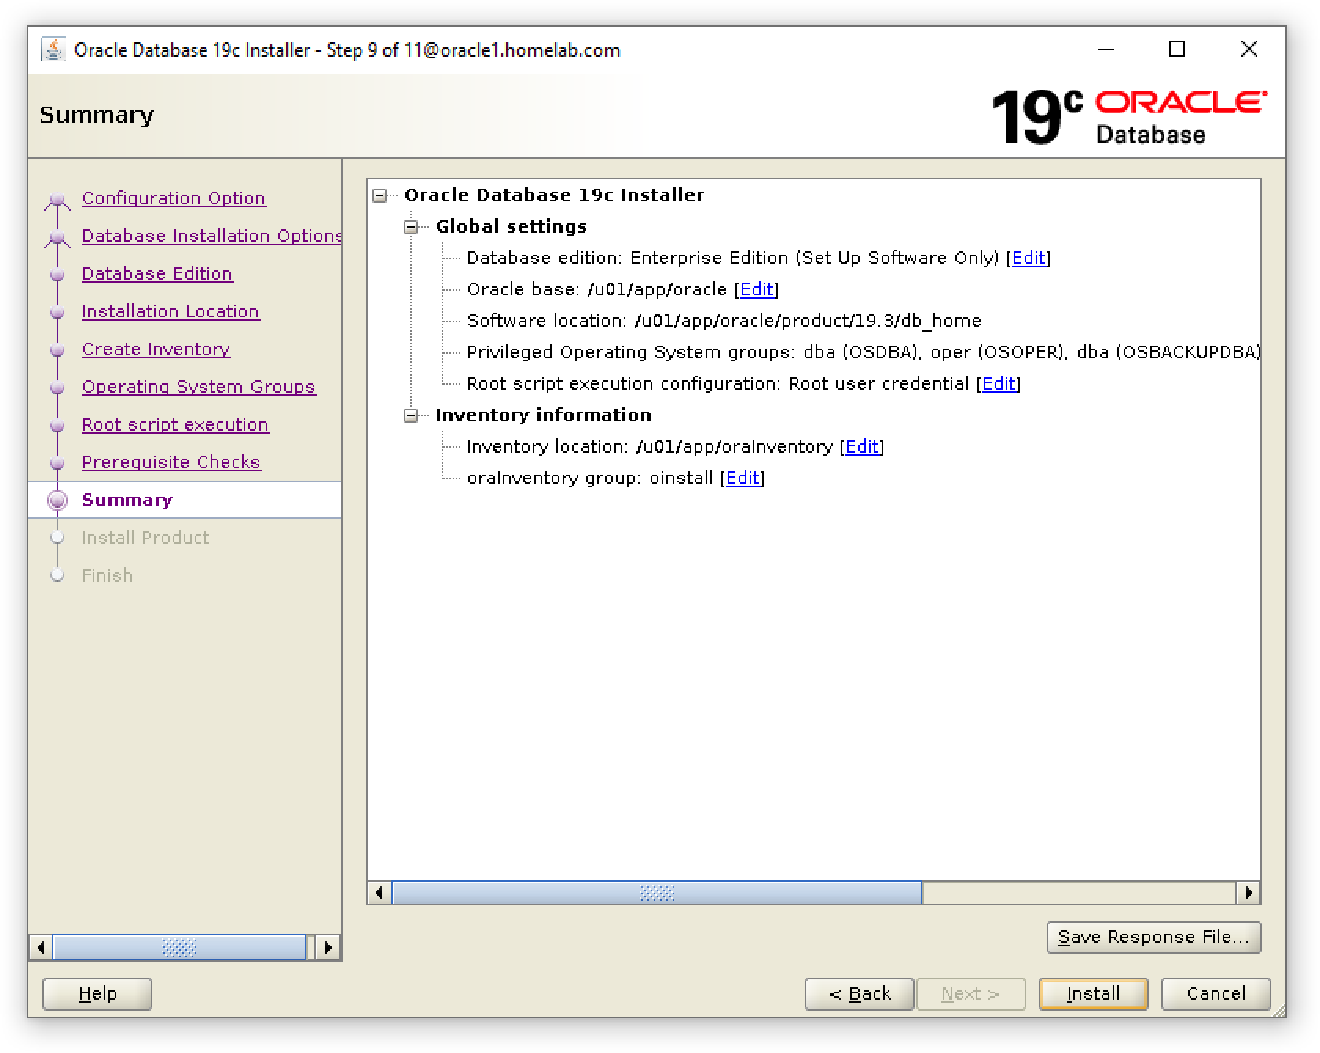 Oracle Database 19c Installer - Step 9 of 11@oracle1.homelab.com
Summary
19c ORACLE
Database
Configuration Option
Database Installation Options
Database Edition
Installation Location
Create Inventory
Operating System Groups
Root script execution
Prerequisite Checks
Summary
Install Product
Finish
Oracle Database 19c Installer
Global settings
Database edition: Enterprise Edition (Set Up Software Only) [Edit]
Oracle base: /u01/app/oracle [Edit]
Software location: /u01/app/oracle/product/19.3/db_home
Privileged Operating System groups: dba (OSDBA), oper (OSOPER), dba (OSBACKUPDBA)
Root script execution configuration: Root user credential [Edit]
Inventory information
Inventory location: /u01/app/oraInventory [Edit]
oraInventory group: oinstall [Edit]
Save Response File...
Help
< Back
Next >
Install
Cancel